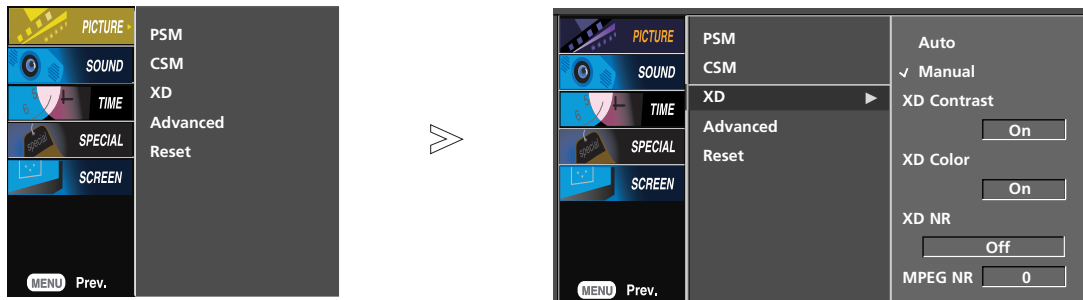 PICTURE
SOUND
TIME
special
SPECIAL
SCREEN
MENU Prev.
PSM
CSM
XD
Advanced
Reset
PICTURE
SOUND
TIME
special
SPECIAL
SCREEN
MENU Prev.
PSM
CSM
XD
Advanced
Reset
Auto
✓ Manual
XD Contrast
On
XD Color
On
XD NR
Off
MPEG NR 0